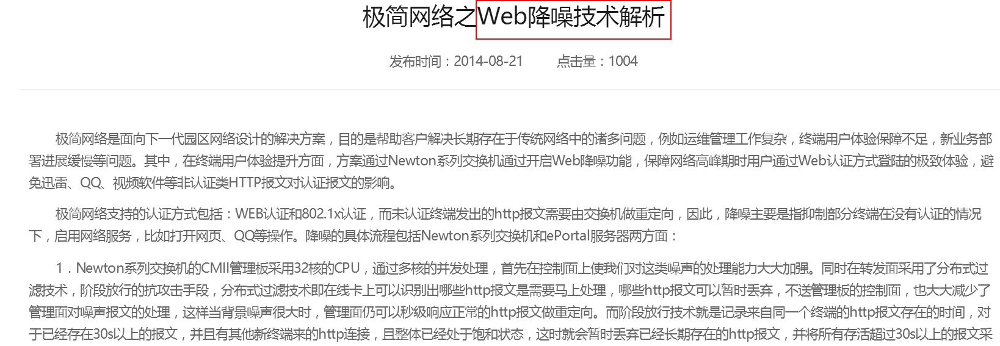 极简网络之Web降噪技术解析
发布时间：2014-08-21 点击量：1004
极简网络是面向下一代园区网络设计的解决方案，目的是帮助客户解决长期存在于传统网络中的诸多问题，例如运维管理工作复杂，终端用户体验保障不足，新业务部
署进展缓慢等问题。其中，在终端用户体验提升方面，方案通过Newton系列交换机通过开启Web降噪功能，保障网络高峰期时用户通过Web认证方式登陆的极致体验，避
免迅雷、QQ、视频软件等非认证类HTTP报文对认证报文的影响。
极简网络支持的认证方式包括：WEB认证和802.1x认证，而未认证终端发出的http报文需要由交换机做重定向，因此，降噪主要是指抑制部分终端在没有认证的情况
下，启用网络服务，比如打开网页、QQ等操作。降噪的具体流程包括Newton系列交换机和ePortal服务器两方面：
1．Newton系列交换机的CMII管理板采用32核的CPU，通过多核的并发处理，首先在控制面上使我们对这类噪声的处理能力大大加强。同时在转发面采用了分布式过
滤技术，阶段放行的抗攻击手段，分布式过滤技术即在线卡上可以识别出哪些http报文是需要马上处理，哪些http报文可以暂时丢弃，不送管理板的控制面，也大大减少了
管理面对噪声报文的处理，这样当背景噪声很大时，管理面仍可以秒级响应正常的http报文做重定向。而阶段放行技术就是记录来自同一个终端的http报文存在的时间，对
于已经存在30s以上的报文，并且有其他新终端来的http连接，且整体已经处于饱和状态，这时就会暂时丢弃已经长期存在的http报文，并将所有存活超过30s以上的报文采